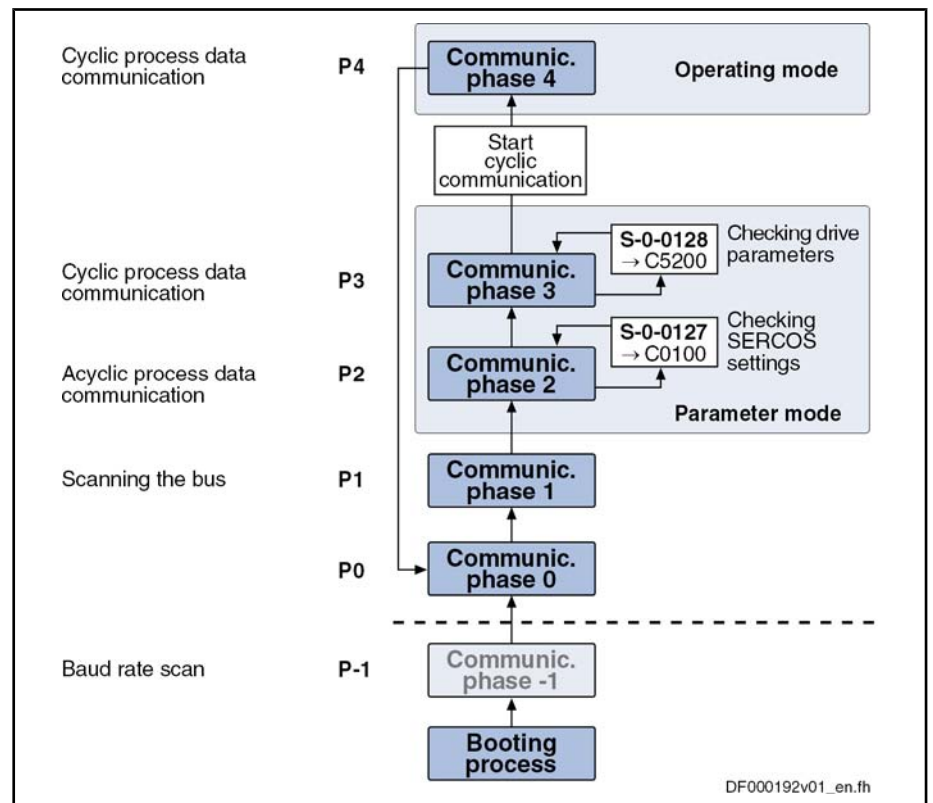 Cyclic process data
communication
P4
Communic.
phase 4
Operating mode
Start
cyclic
communication
Cyclic process data
communication
P3
Communic.
phase 3
S-0-0128
→ C5200
Checking drive
parameters
Acyclic process data
communication
P2
Communic.
phase 2
S-0-0127
→ C0100
Checking
SERCOS
settings
Parameter mode
Scanning the bus
P1
Communic.
phase 1
P0
Communic.
phase 0
Baud rate scan
P-1
Communic.
phase -1
Booting
process
DF000192v01_en.fh